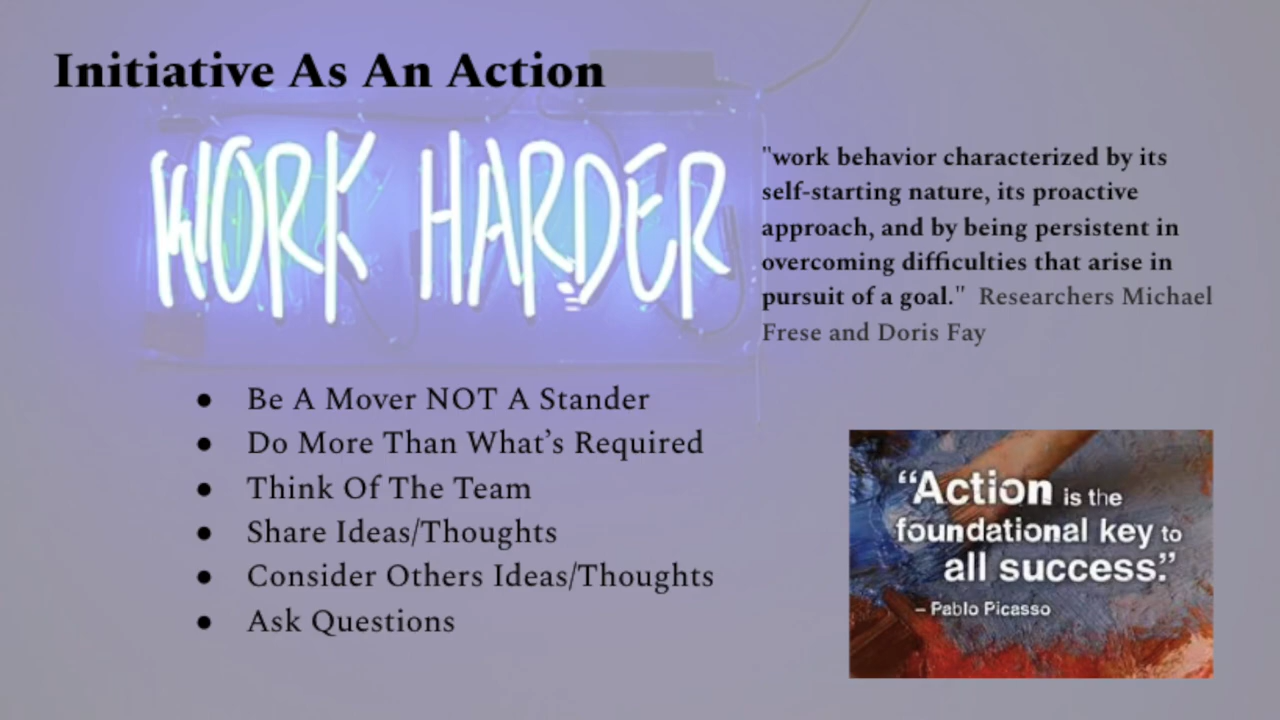 Initiative As An Action
WORK HARDER
"work behavior characterized by its
self-starting nature, its proactive
approach, and by being persistent in
overcoming difficulties that arise in
pursuit of a goal." Researchers Michael
Frese and Doris Fay
● Be A Mover NOT A Stander
● Do More Than What’s Required
● Think Of The Team
● Share Ideas/Thoughts
● Consider Others Ideas/Thoughts
● Ask Questions
“Action is the
foundational key to
all success.”
– Pablo Picasso